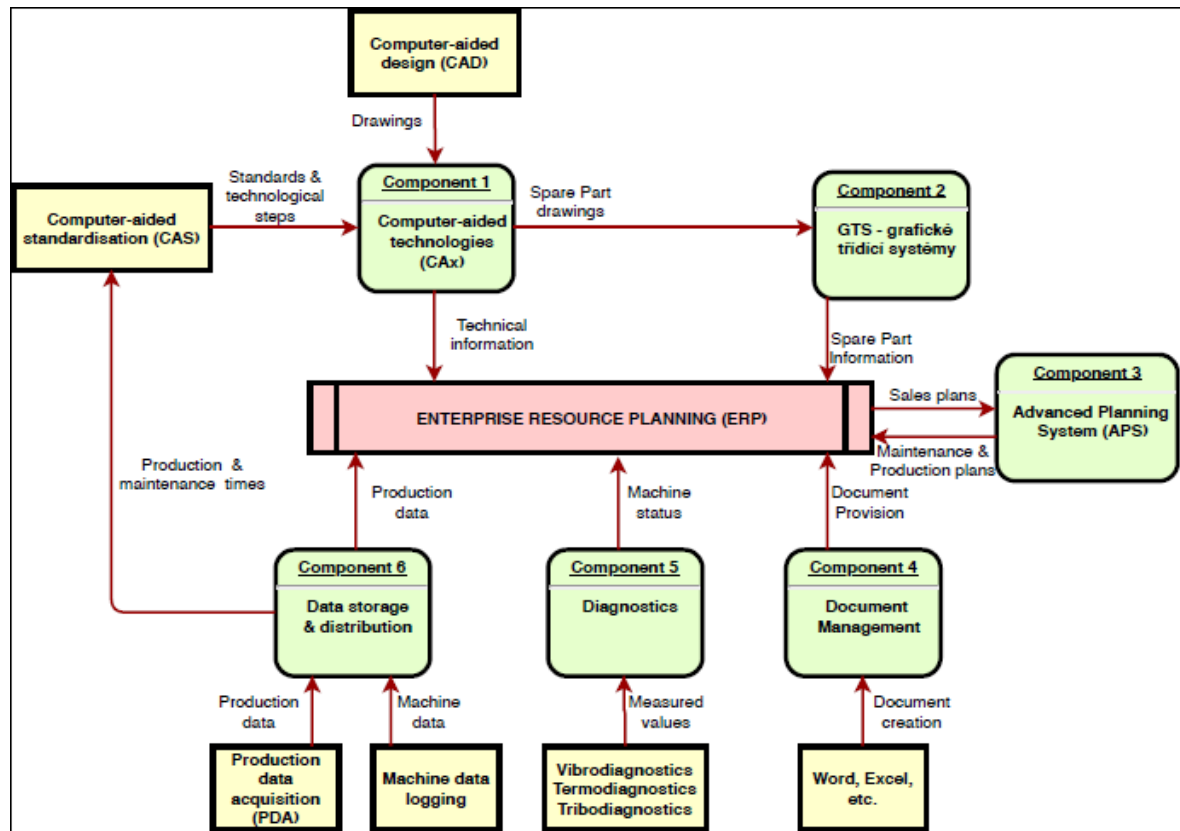 Computer-aided
design (CAD)
Drawings
Standards &
technological
steps
Component 1
Computer-aided
technologies
(CAx)
Spare Part
drawings
Component 2
GTS - grafické
třídicí systémy
Computer-aided
standardisation (CAS)
Technical
information
Spare Part
Information
ENTERPRISE RESOURCE PLANNING (ERP)
Sales plans
Maintenance &
Production plans
Component 3
Advanced Planning
System (APS)
Production &
maintenance times
Production
data
Machine
status
Document
Provision
Component 6
Data storage
& distribution
Component 5
Diagnostics
Component 4
Document
Management
Production
data
Machine
data
Measured
values
Document
creation
Production
data
acquisition
(PDA)
Machine data
logging
Vibrodiagnostics
Termodiagnostics
Tribodiagnostics
Word, Excel,
etc.